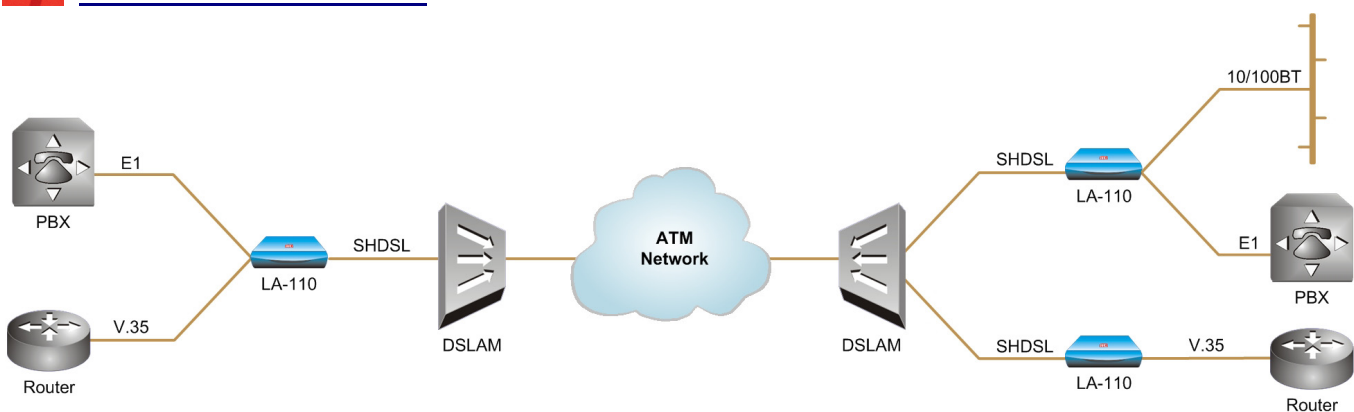 10/100BT
E1
PBX
SHDSL
LA-110
V.35
Router
SHDSL
LA-110
DSLAM
ATM
Network
DSLAM
E1
PBX
SHDSL
LA-110
V.35
Router